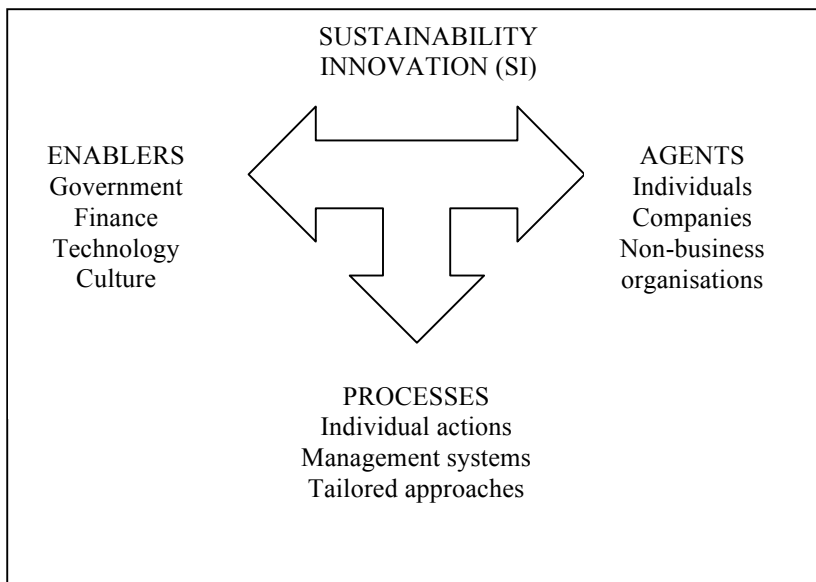 SUSTAINABILITY
INNOVATION (SI)
ENABLERS
Government
Finance
Technology
Culture
AGENTS
Individuals
Companies
Non-business
organisations
PROCESSES
Individual actions
Management systems
Tailored approaches